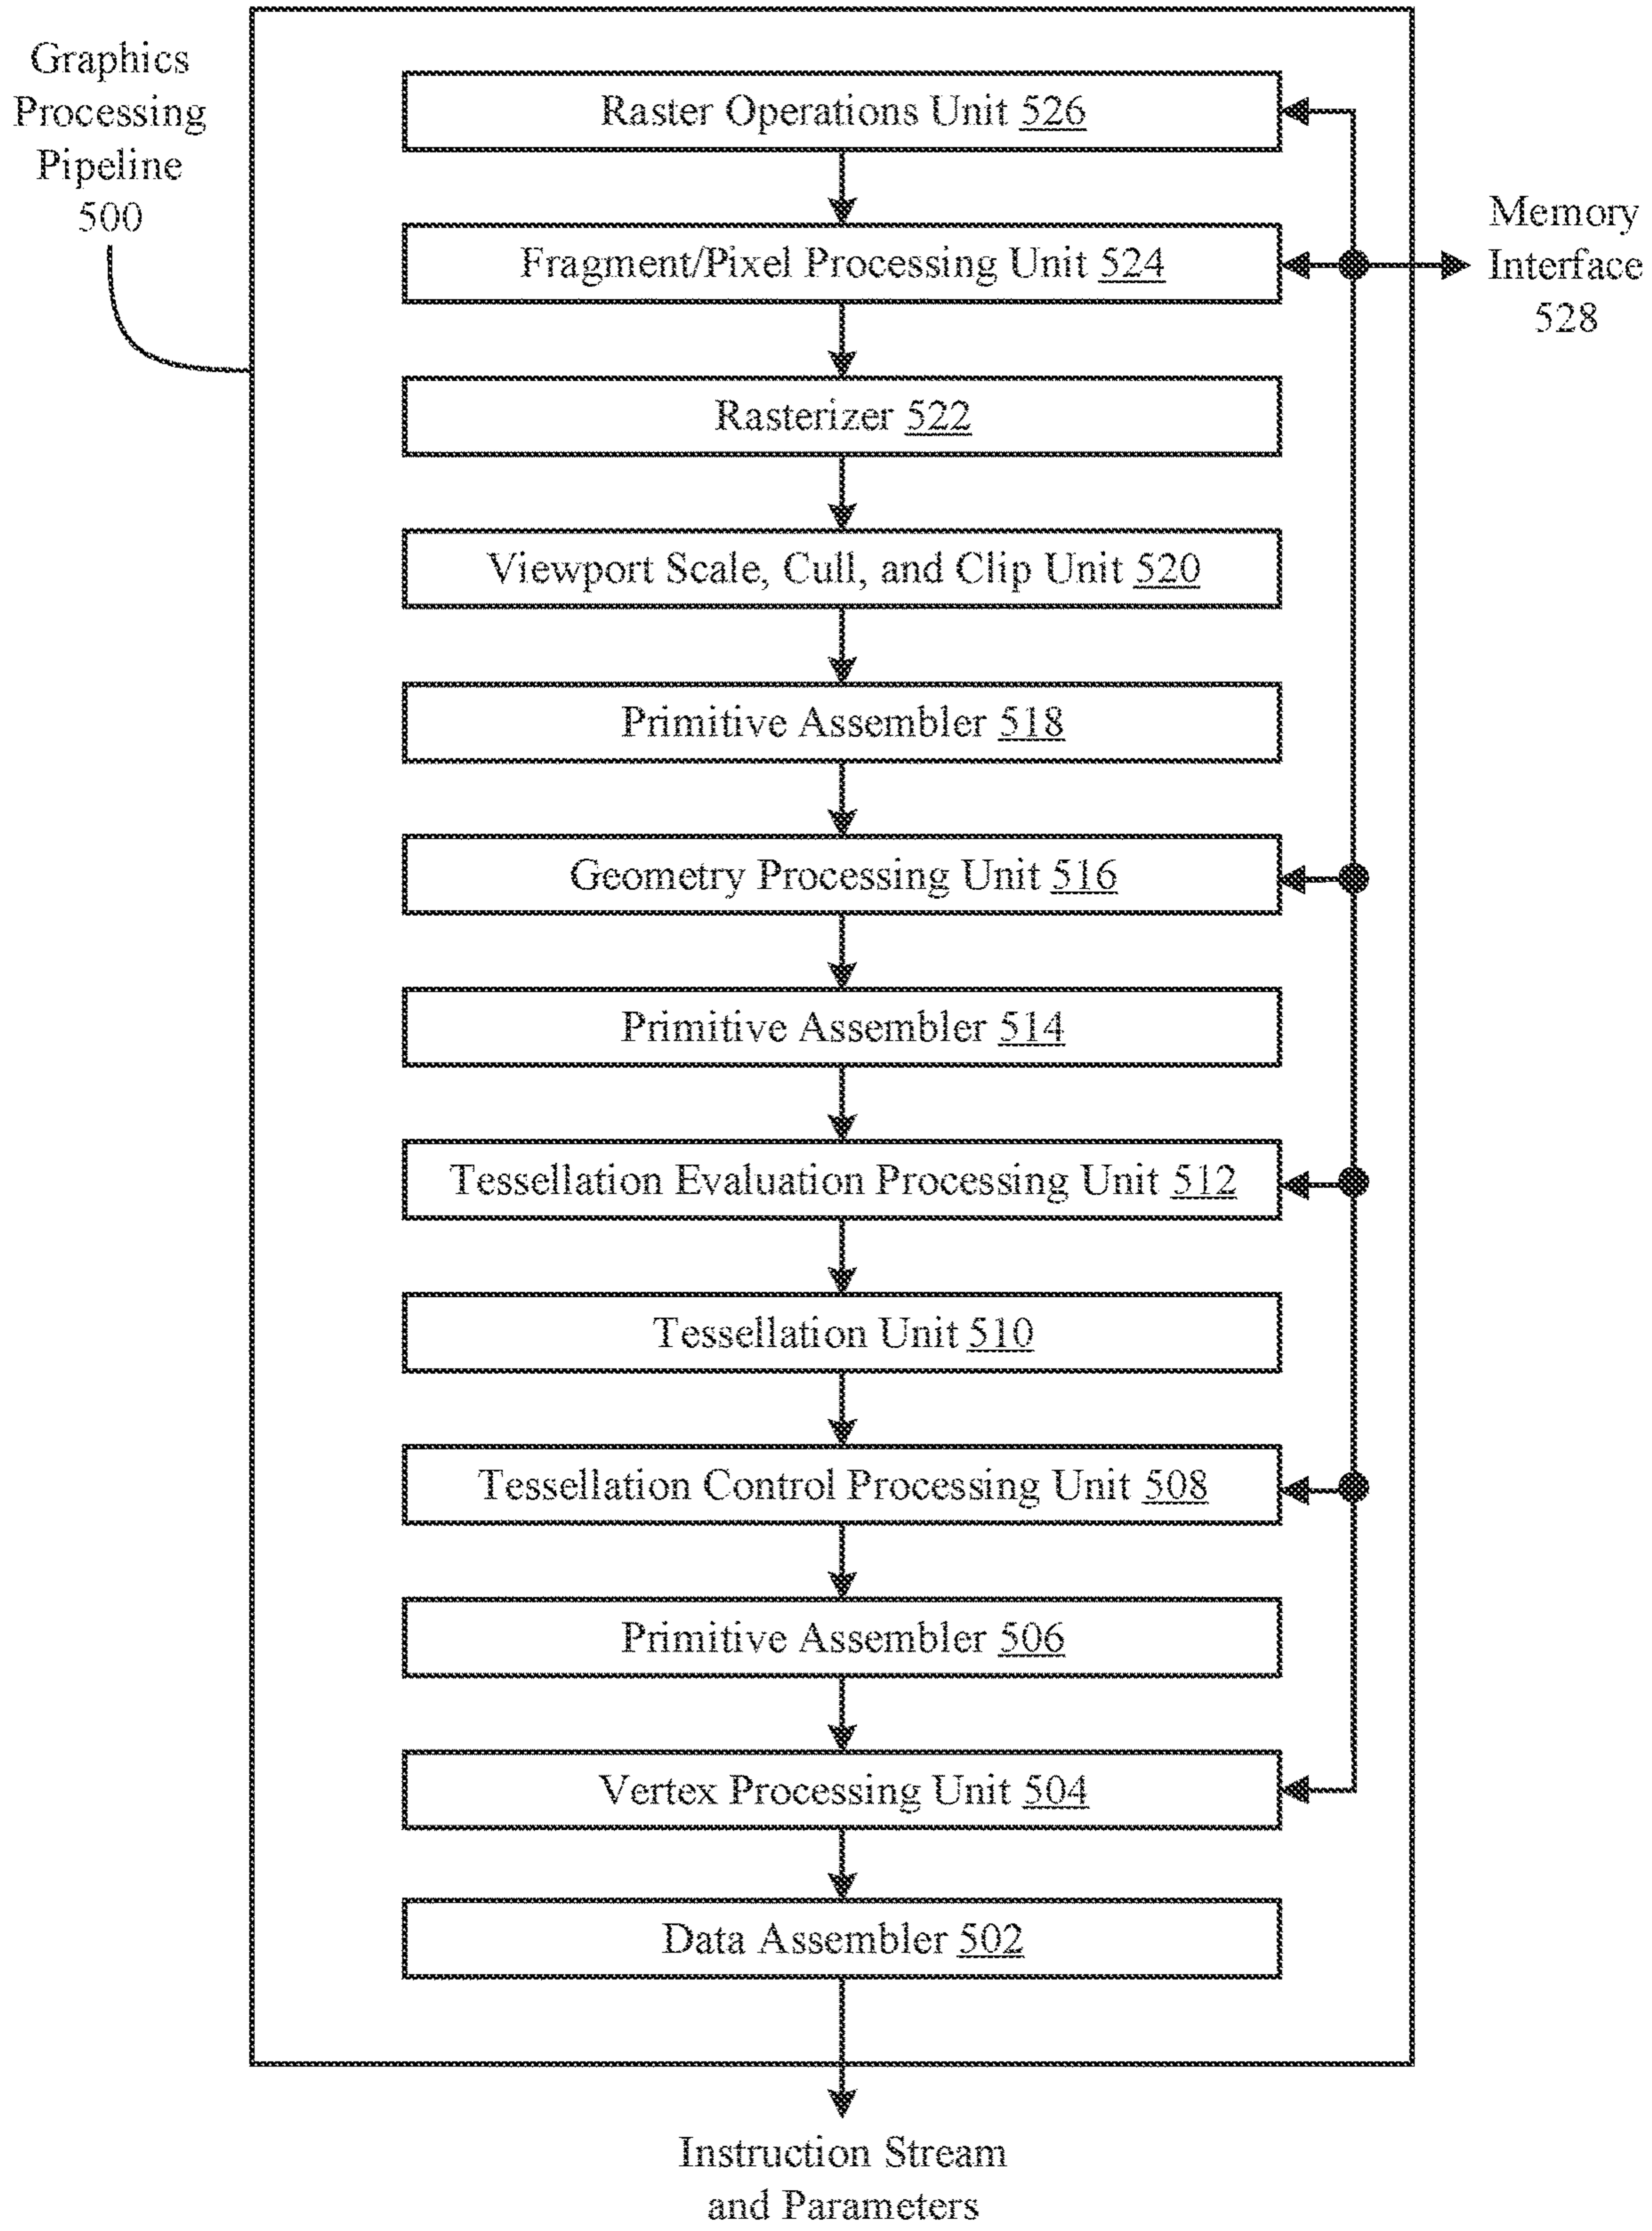 Graphics
Processing
Pipeline
500
Raster Operations Unit 526
Fragment/Pixel Processing Unit 524
Memory
Interface
528
Rasterizer 522
Viewport Scale, Cull, and Clip Unit 520
Primitive Assembler 518
Geometry Processing Unit 516
Primitive Assembler 514
Tessellation Evaluation Processing Unit 512
Tessellation Unit 510
Tessellation Control Processing Unit 508
Primitive Assembler 506
Vertex Processing Unit 504
Data Assembler 502
Instruction Stream
and Parameters